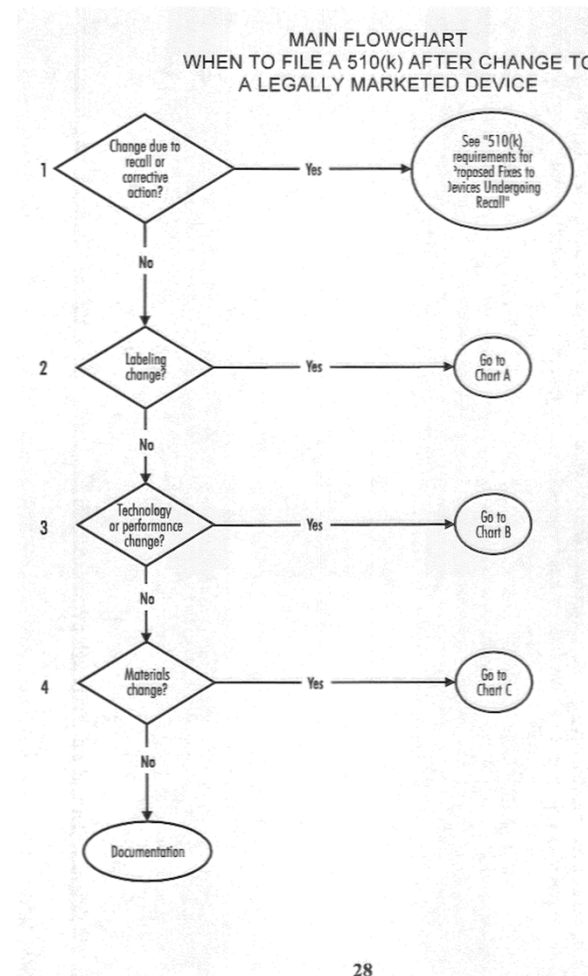 MAIN FLOWCHART
WHEN TO FILE A 510(k) AFTER CHANGE TO
A LEGALLY MARKETED DEVICE
1
Change due to
recall or
corrective
action?
Yes
See "510(k)
requirements for
Proposed Fixes to
Devices Undergoing
Recall"
No
2
Labeling
change?
Yes
Go to
Chart A
No
3
Technology
or performance
change?
Yes
Go to
Chart B
No
4
Materials
change?
Yes
Go to
Chart C
No
Documentation
28